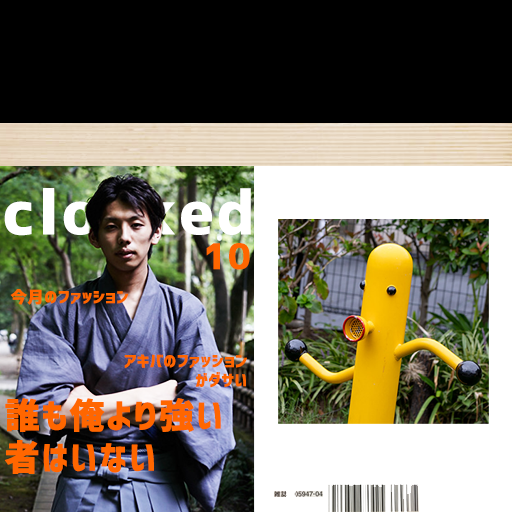 clo ked
10
今月のファッション
アキバのファッション
がダサい
誰も俺より強い
者はいない
雑誌 05947-04